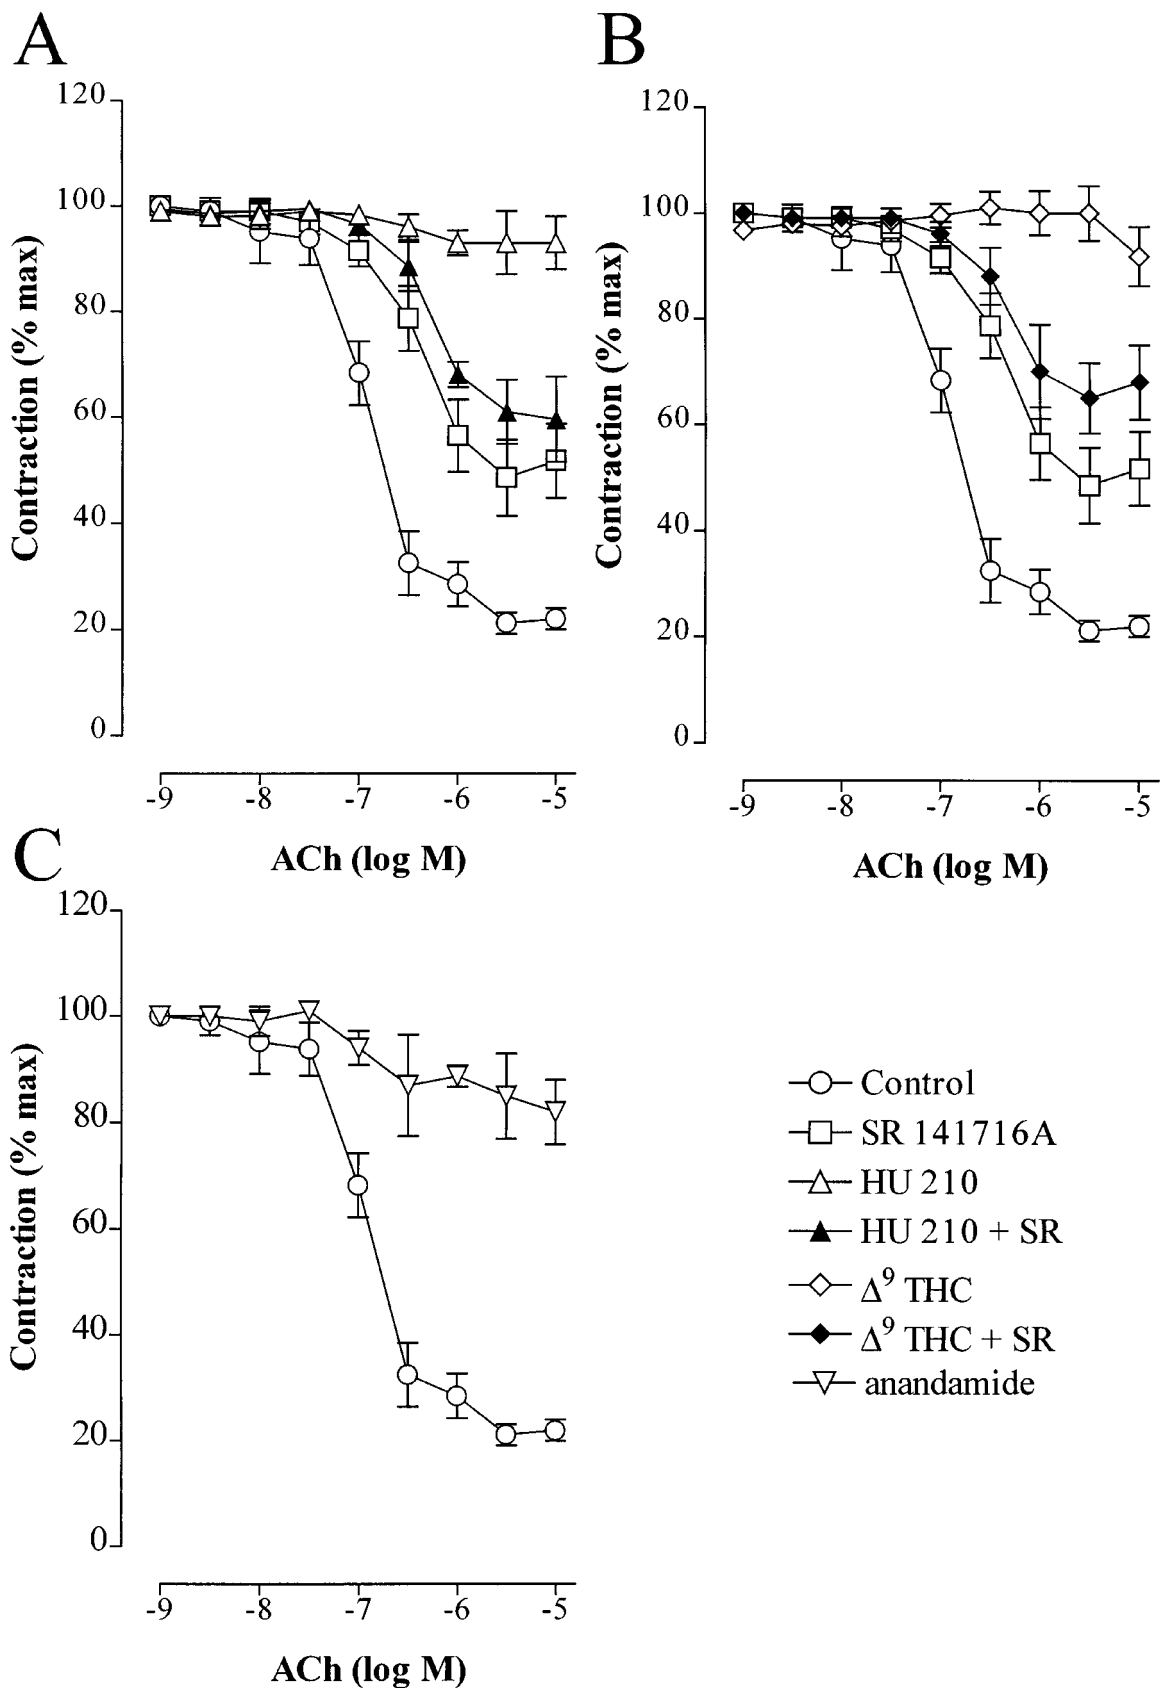 A
Contraction (% max)
120
100
80
60
40
20
0
-9 -8 -7 -6 -5
ACh (log M)
B
Contraction (% max)
120
100
80
60
40
20
0
-9 -8 -7 -6 -5
ACh (log M)
C
Contraction (% max)
120
100
80
60
40
20
0
-9 -8 -7 -6 -5
ACh (log M)
Control
SR 141716A
HU 210
HU 210 + SR
Δ⁹ THC
Δ⁹ THC + SR
anandamide